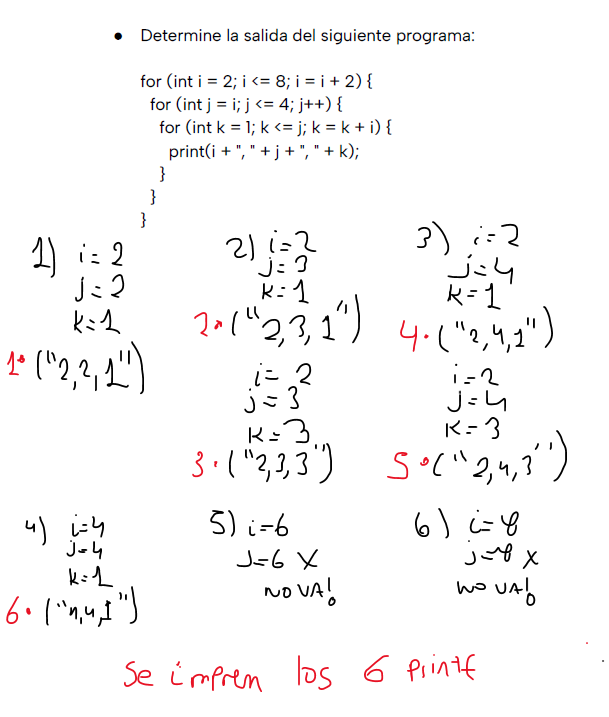 • Determine la salida del siguiente programa:
for (int i = 2; i <= 8; i = i + 2) {
for (int j = i; j <= 4; j++) {
for (int k = 1; k <= j; k = k + i) {
print(i + ", " + j + ", " + k);
}
}
}
1) i = 2
j = 2
k = 1
1• ("2,2,1")
2) i = 2
j = 3
k = 1
2• ("2,3,1")
i = 2
j = 3
k = 3
3• ("2,3,3")
3) i = 2
j = 4
k = 1
4• ("2,4,1")
i = 2
j = 4
k = 3
5• ("2,4,3")
4) i=4
j=4
k=1
6• ("4,4,1")
5) i=6
J=6 X
NO VA!
6) i=8
j=8 X
NO VA!
Se impren los 6 printf